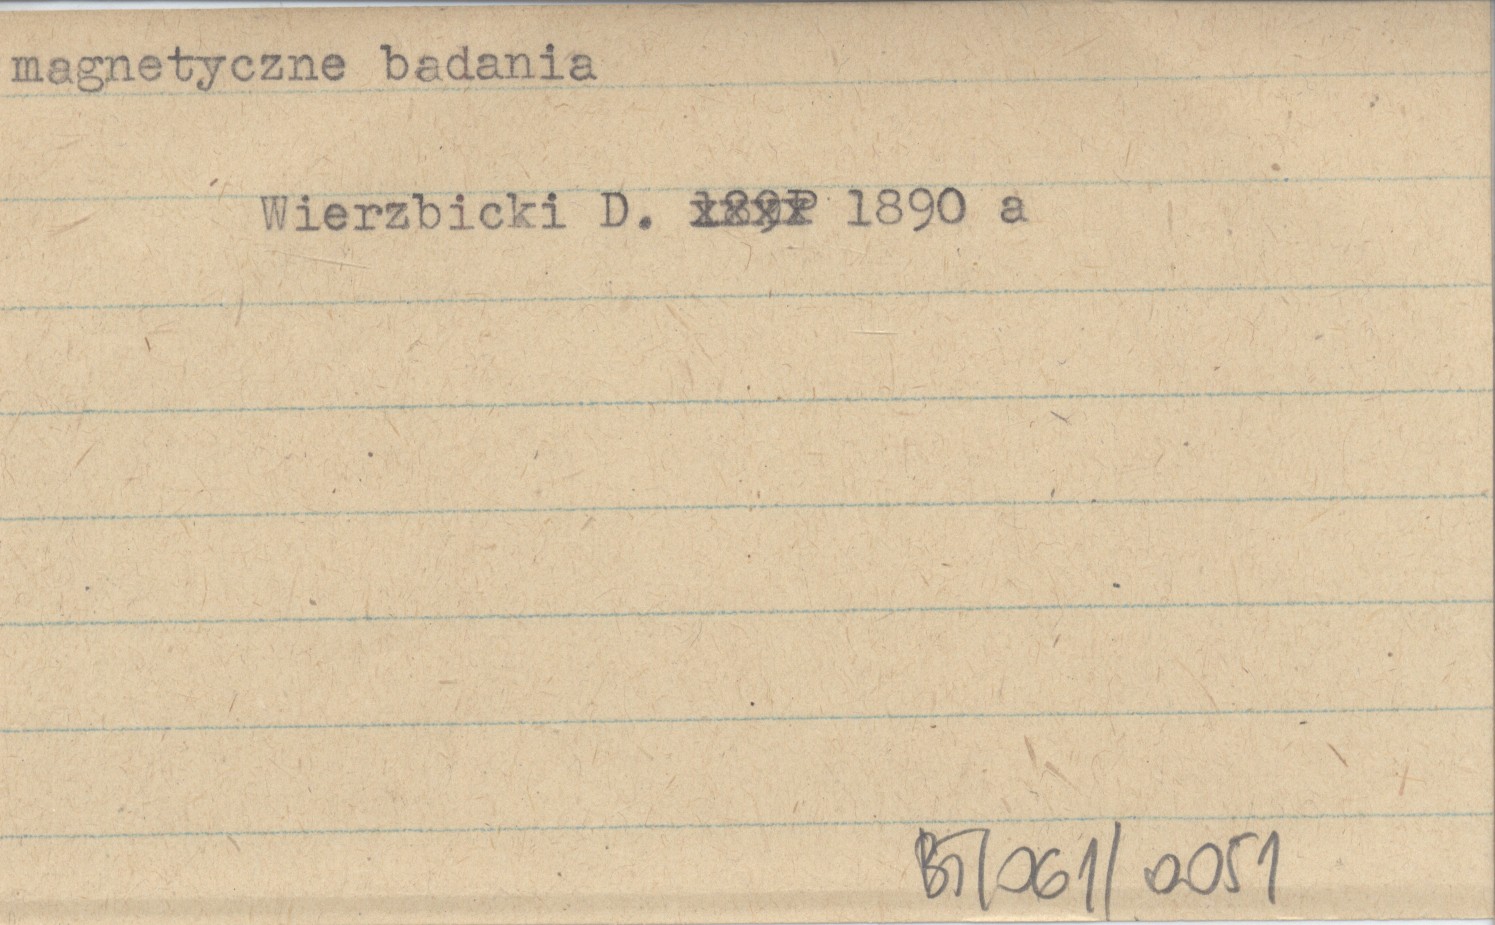 magnetyczne badania
Wierzbicki D. 1890 a
BT/061/0051